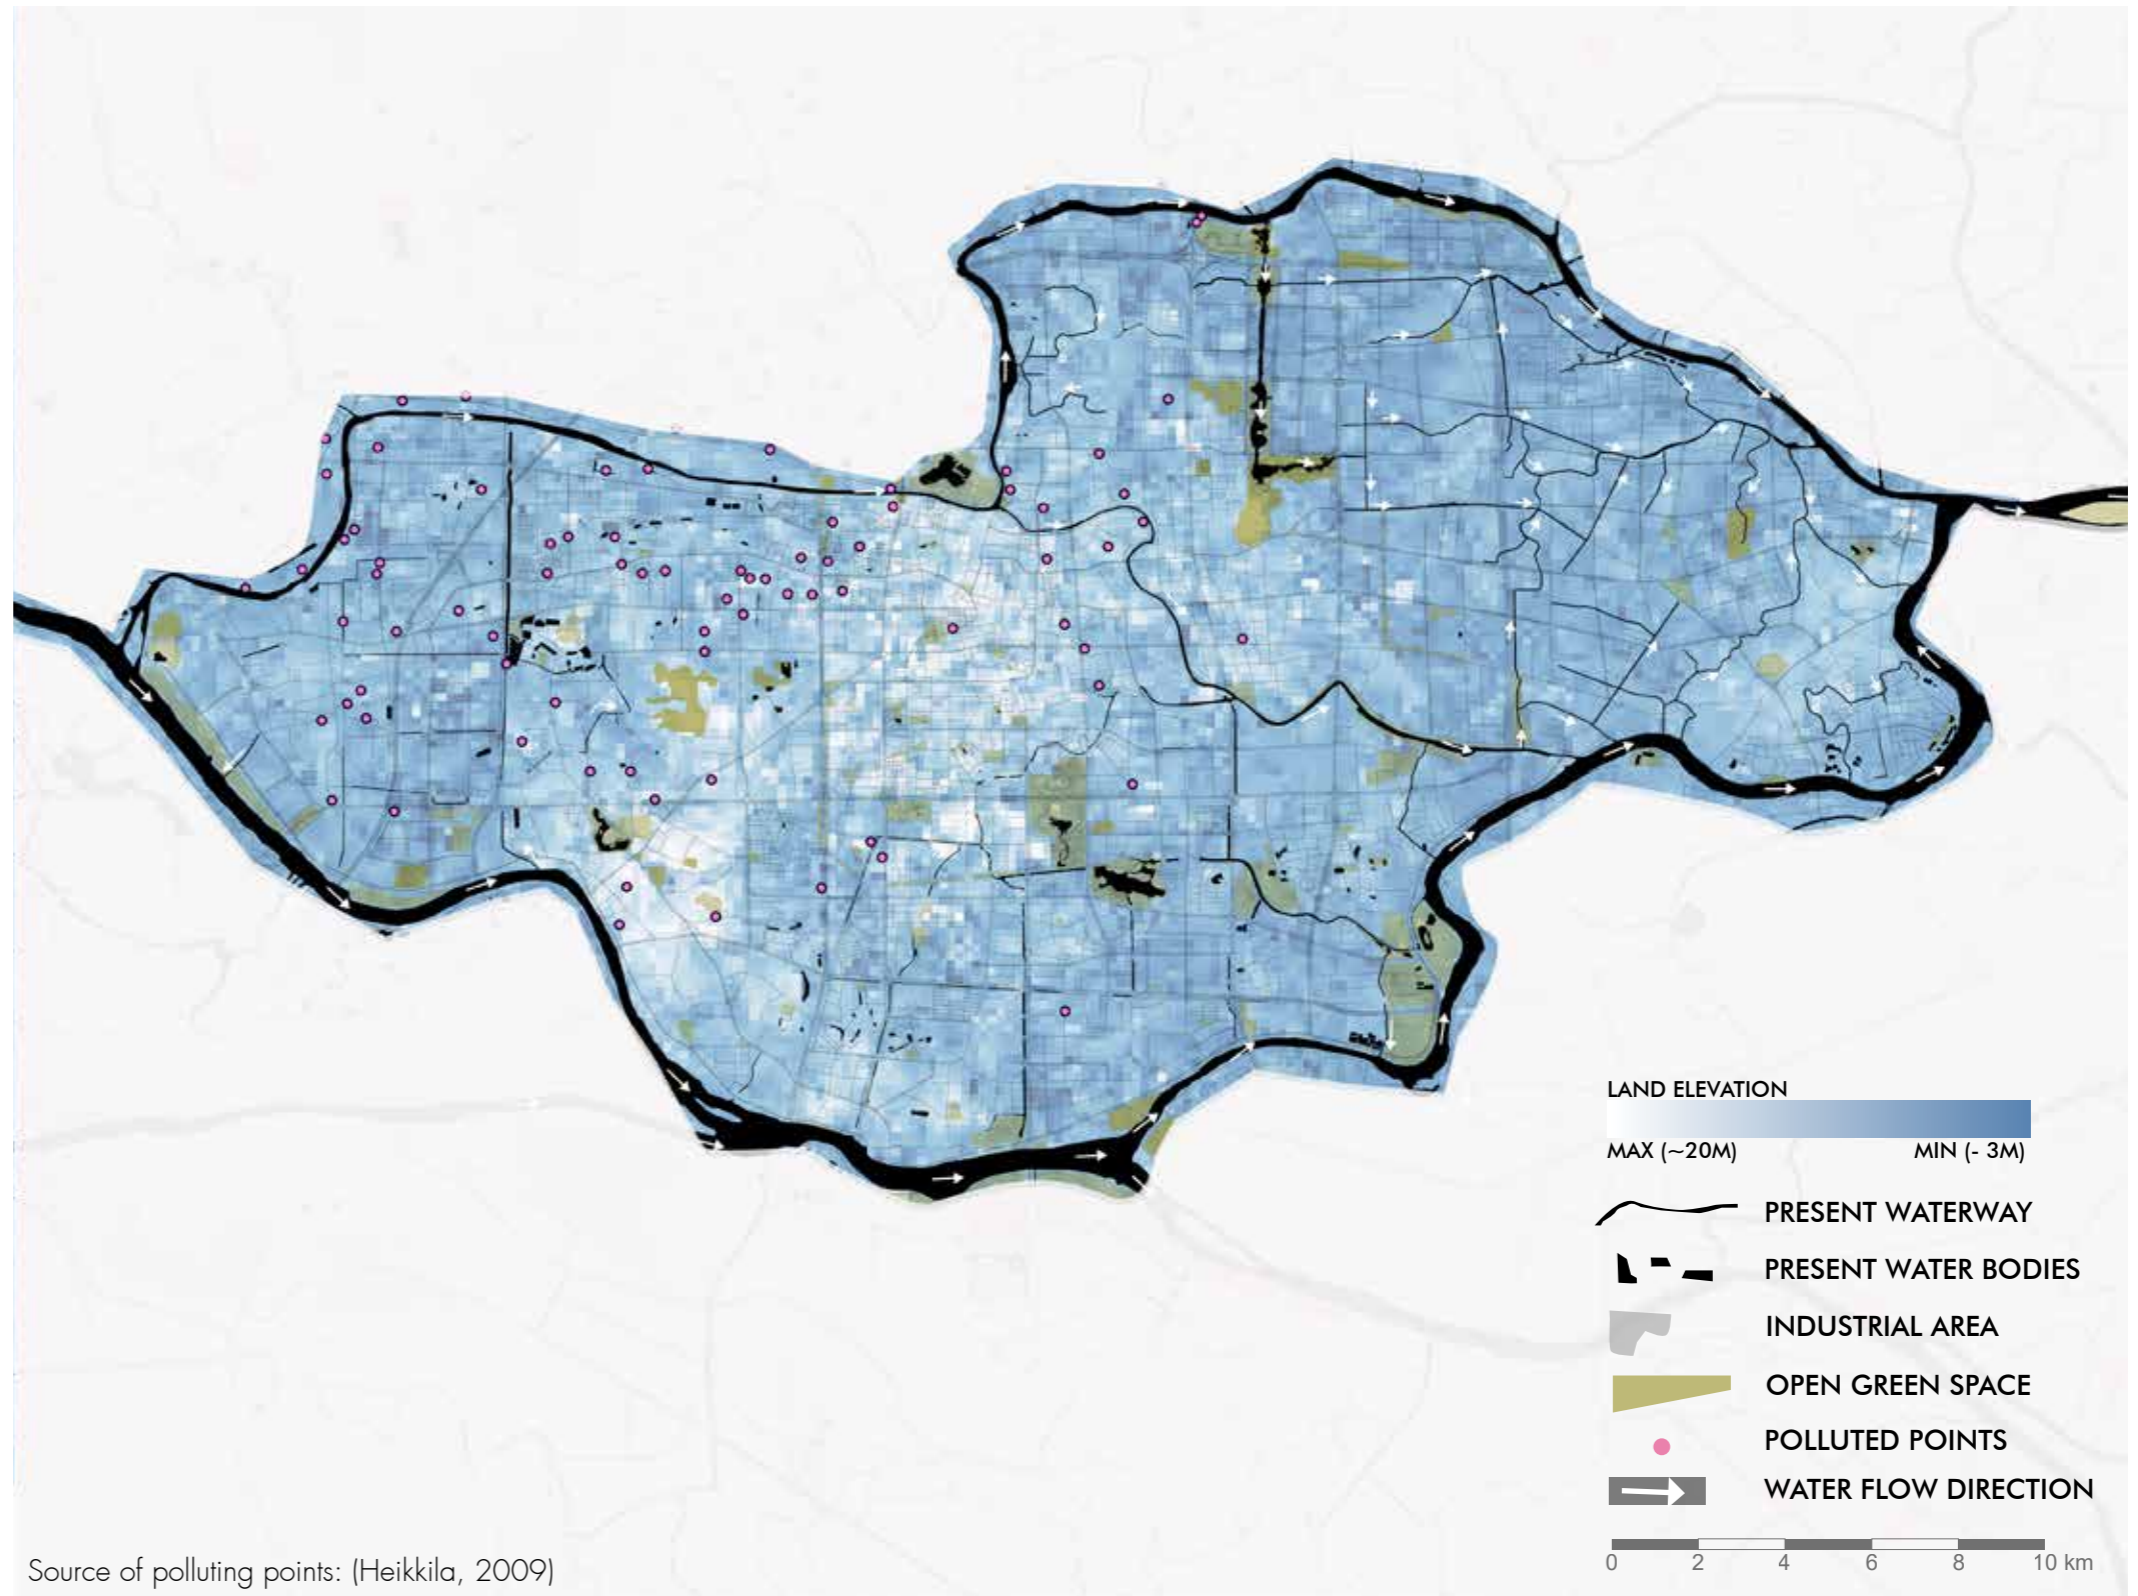 LAND ELEVATION
MAX (~20M) MIN (- 3M)
PRESENT WATERWAY
PRESENT WATER BODIES
INDUSTRIAL AREA
OPEN GREEN SPACE
POLLUTED POINTS
WATER FLOW DIRECTION
0 2 4 6 8 10 km
Source of polluting points: (Heikkila, 2009)